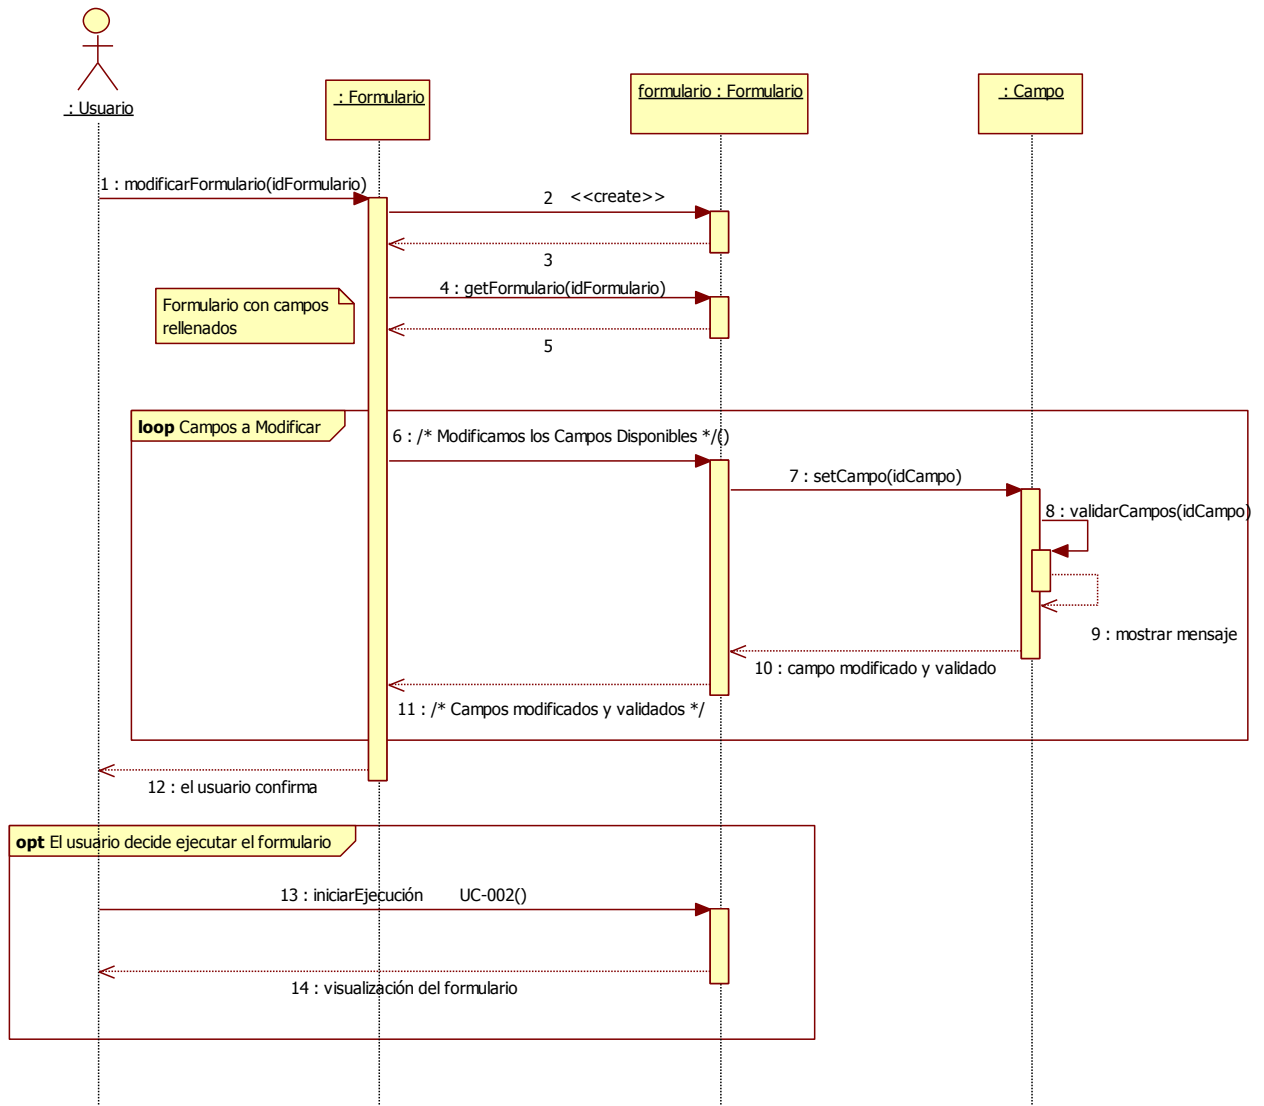 : Usuario
: Formulario
formulario : Formulario
: Campo
1 : modificarFormulario(idFormulario)
2 <<create>>
3
4 : getFormulario(idFormulario)
Formulario con campos
rellenados
5
loop Campos a Modificar
6 : /* Modificamos los Campos Disponibles */()
7 : setCampo(idCampo)
8 : validarCampos(idCampo)
9 : mostrar mensaje
10 : campo modificado y validado
11 : /* Campos modificados y validados */
12 : el usuario confirma
opt El usuario decide ejecutar el formulario
13 : iniciarEjecución UC-002()
14 : visualización del formulario